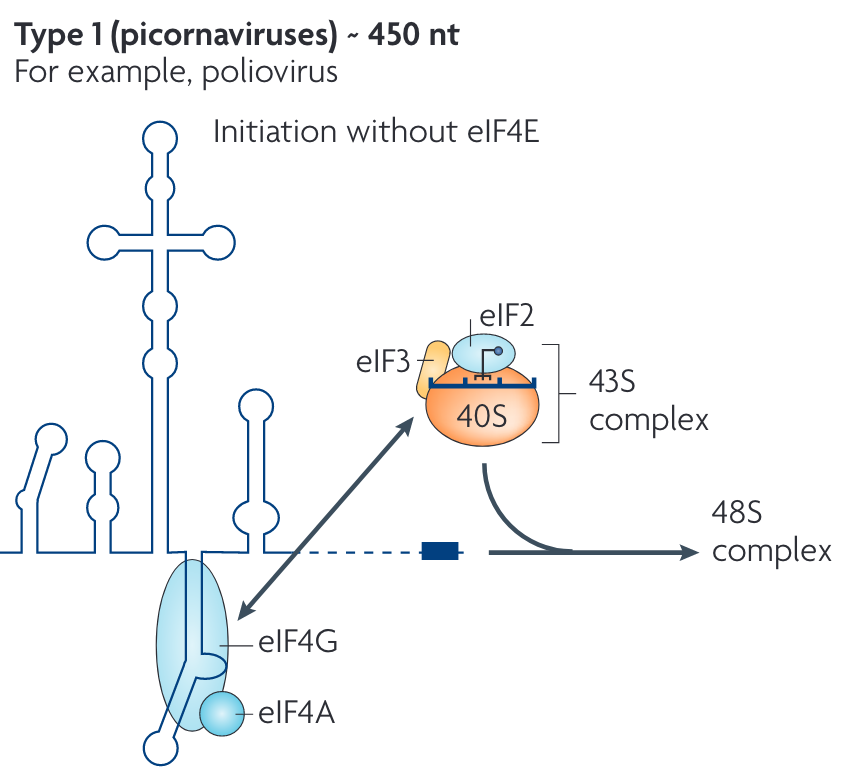 Type 1 (picornaviruses) ~ 450 nt
For example, poliovirus
Initiation without eIF4E
eIF2
eIF3
40S
43S
complex
48S
complex
eIF4G
eIF4A